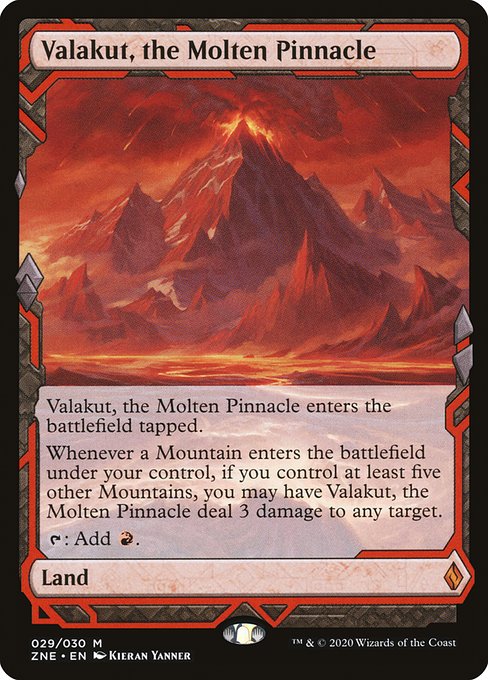 Valakut, the Molten Pinnacle
Valakut, the Molten Pinnacle enters the
battlefield tapped.
Whenever a Mountain enters the battlefield
under your control, if you control at least five
other Mountains, you may have Valakut, the
Molten Pinnacle deal 3 damage to any target.
: Add .
Land
029/030 M
ZNE • EN Kieran Yanner
™ & © 2020 Wizards of the Coast